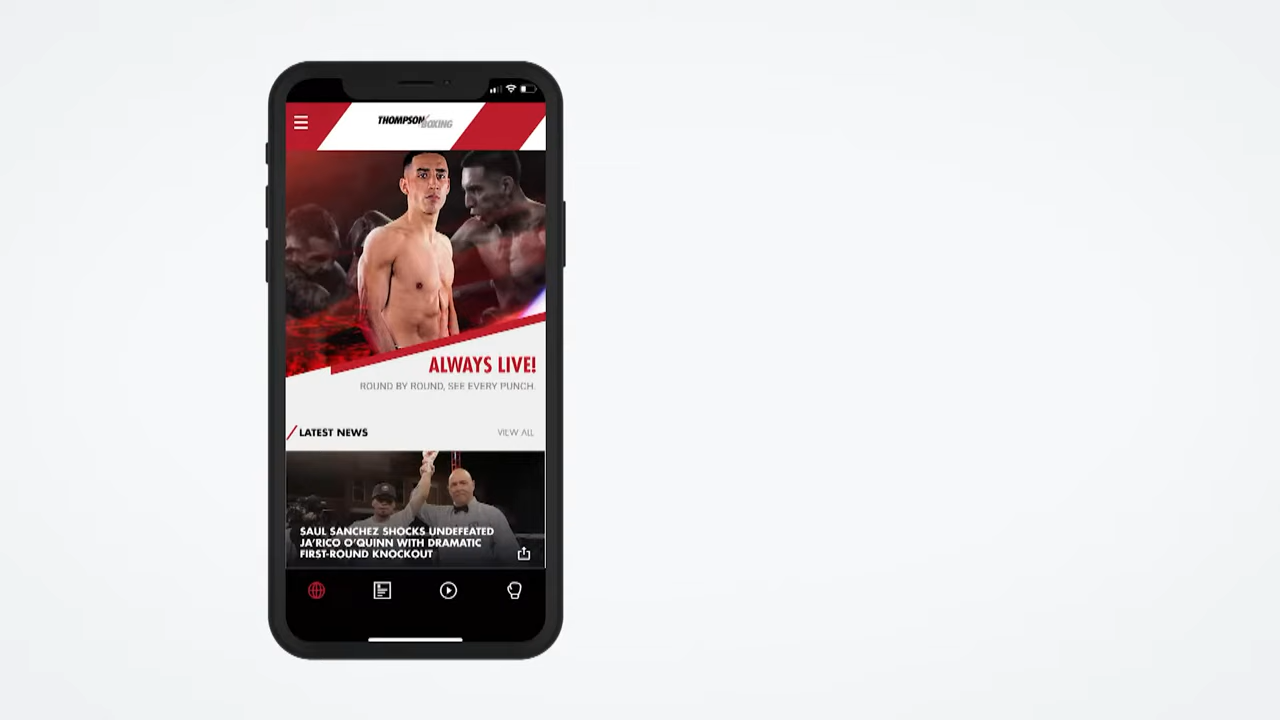 THOMPSON BOXING
ALWAYS LIVE!
ROUND BY ROUND, SEE EVERY PUNCH.
LATEST NEWS
VIEW ALL
SAUL SANCHEZ SHOCKS UNDEFEATED
JA'RICO O'QUINN WITH DRAMATIC
FIRST-ROUND KNOCKOUT